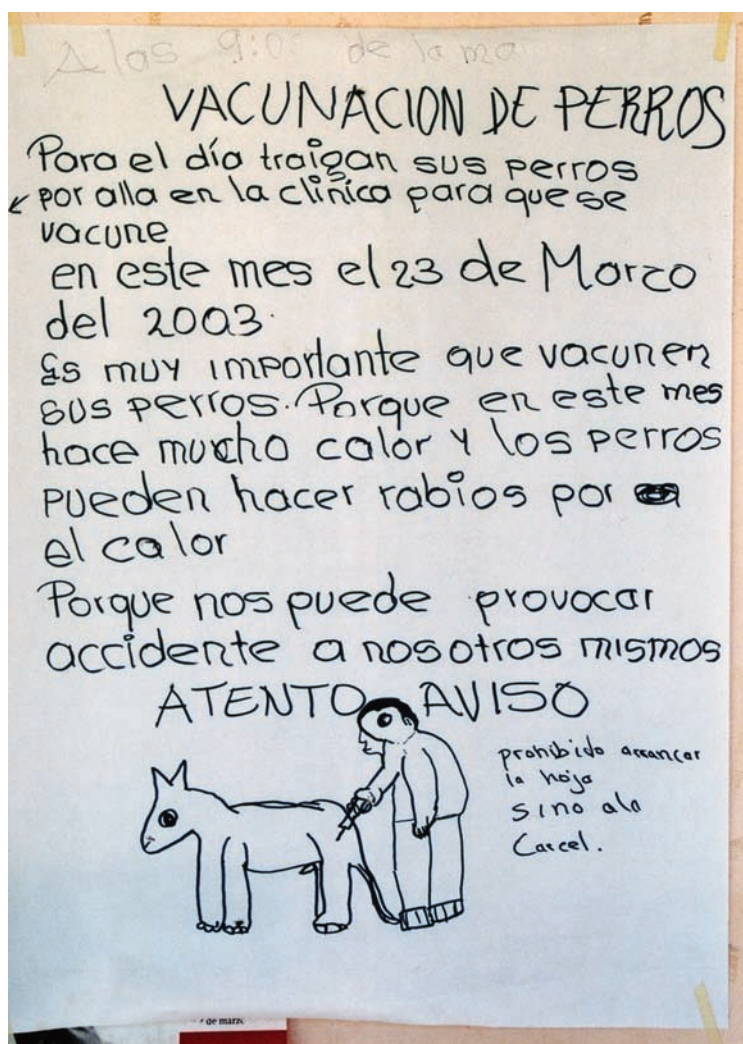 A las 9:0 de la ma
VACUNACION DE PERROS
Para el día traigan sus perros
por alla en la clinica para que se
vacune
en este mes el 23 de Marzo
del 2003.
Es muy importante que vacunen
sus perros. Porque en este mes
hace mucho calor y los perros
pueden hacer rabios por
el calor
Porque nos puede provocar
accidente a nosotros mismos
ATENTO AVISO
prohibido arrancar
la hoja
sino ala
Carcel.
de marzo